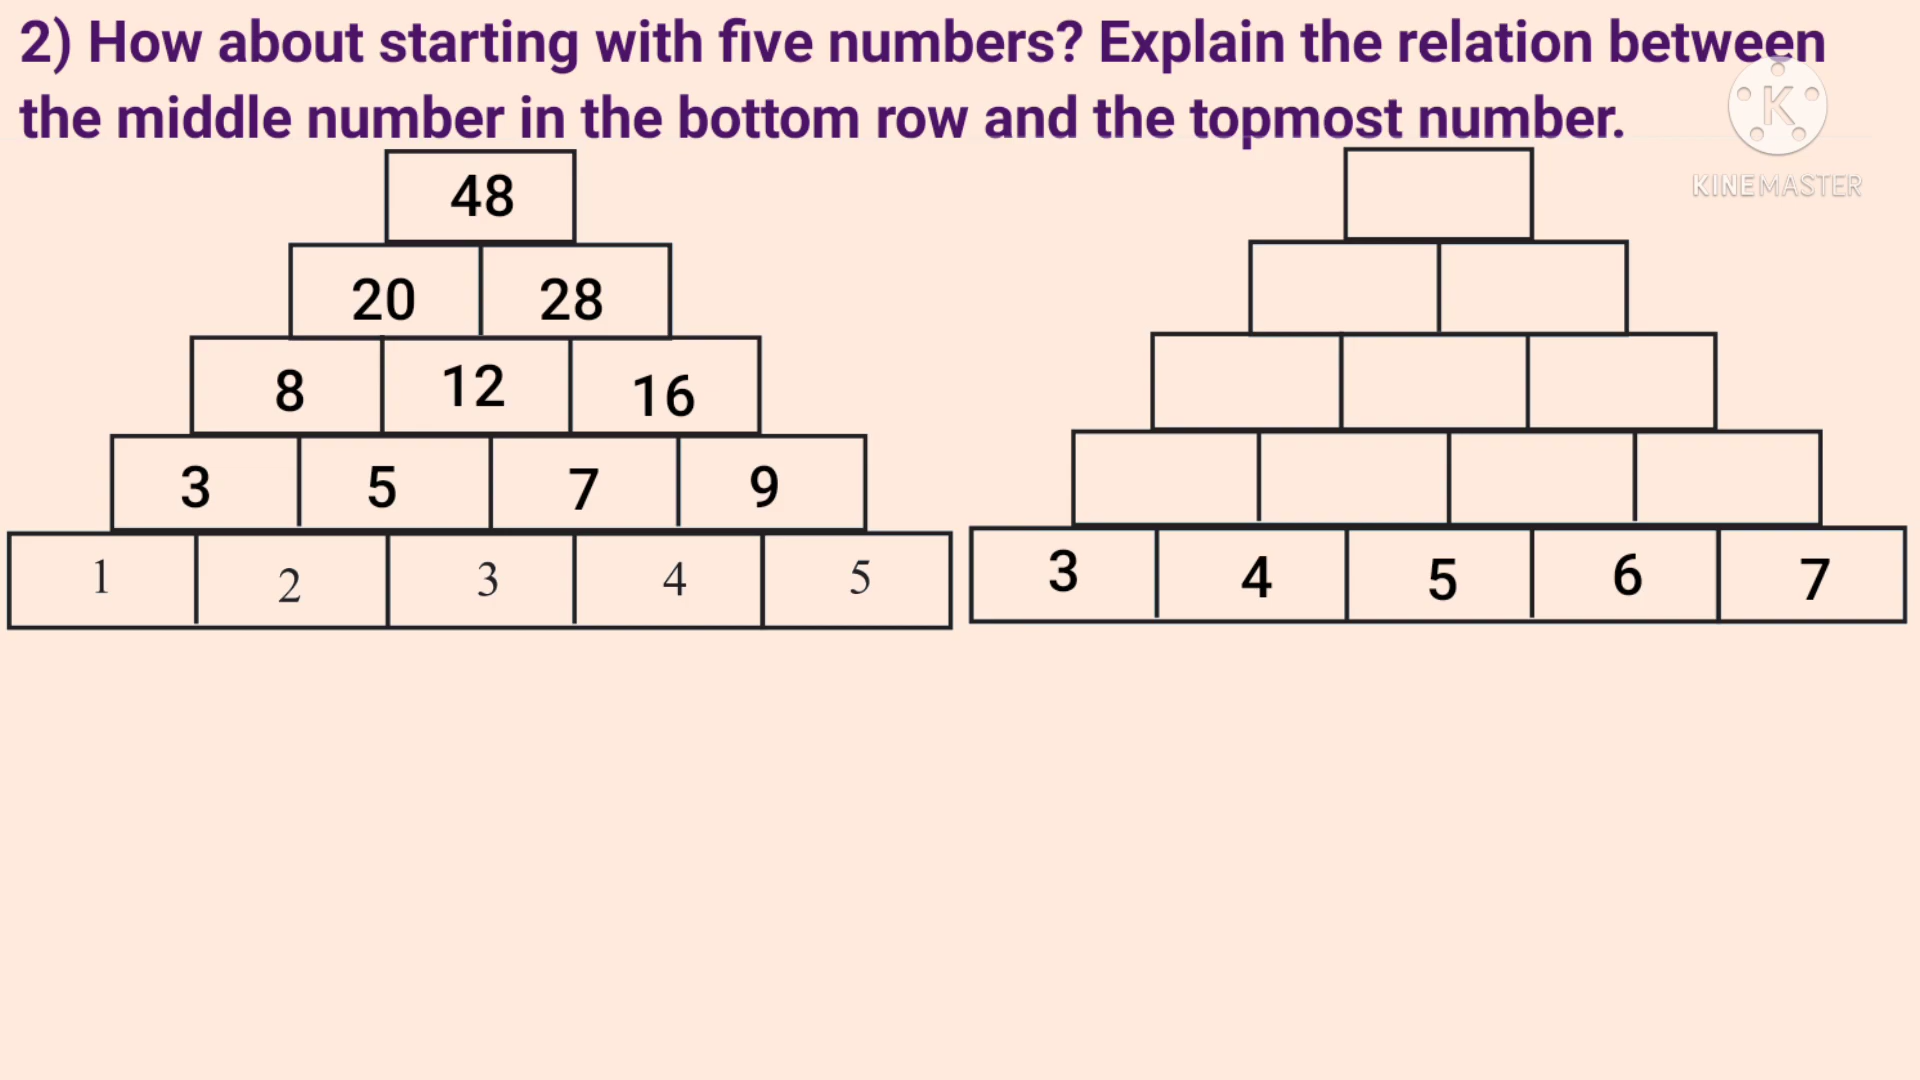 2) How about starting with five numbers? Explain the relation between
the middle number in the bottom row and the topmost number.
K
KINEMASTER
48
20 28
8 12 16
3 5 7 9
1 2 3 4 5
3 4 5 6 7